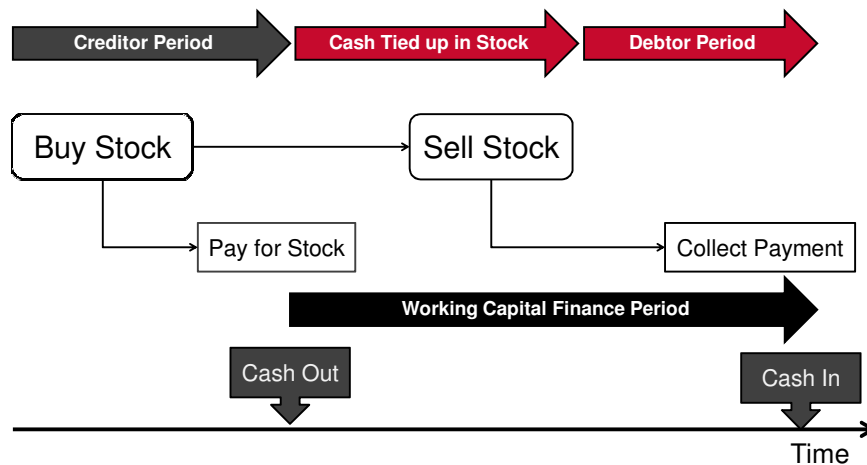 Creditor Period
Cash Tied up in Stock
Debtor Period
Buy Stock
Sell Stock
Pay for Stock
Collect Payment
Working Capital Finance Period
Cash Out
Cash In
Time